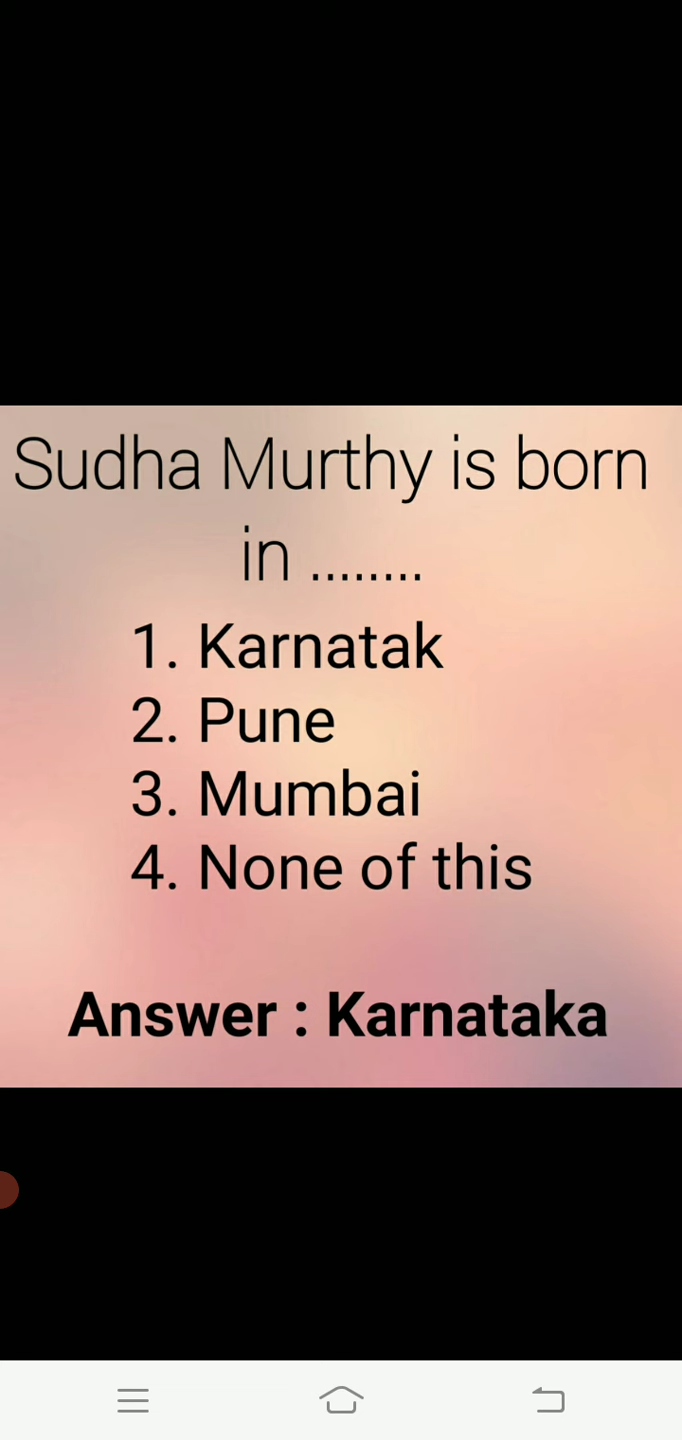 Sudha Murthy is born
in ........
1. Karnatak
2. Pune
3. Mumbai
4. None of this
Answer : Karnataka